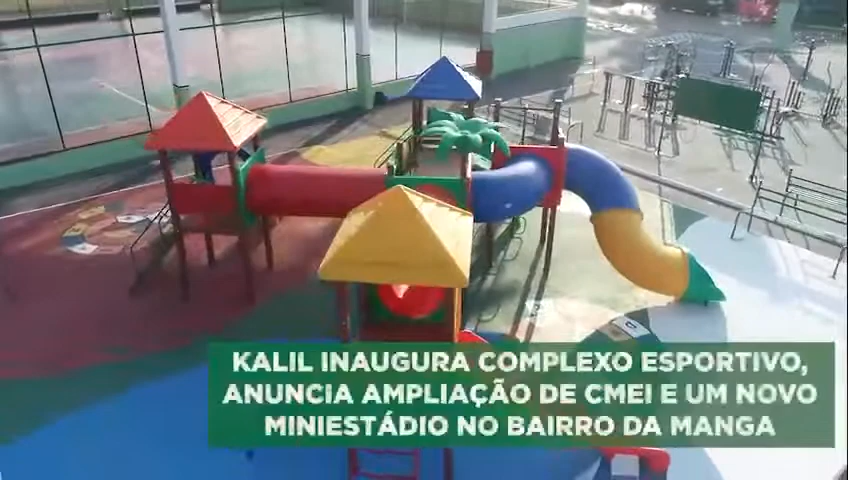 KALIL INAUGURA COMPLEXO ESPORTIVO,
ANUNCIA AMPLIAÇÃO DE CMEI E UM NOVO
MINIESTÁDIO NO BAIRRO DA MANGA